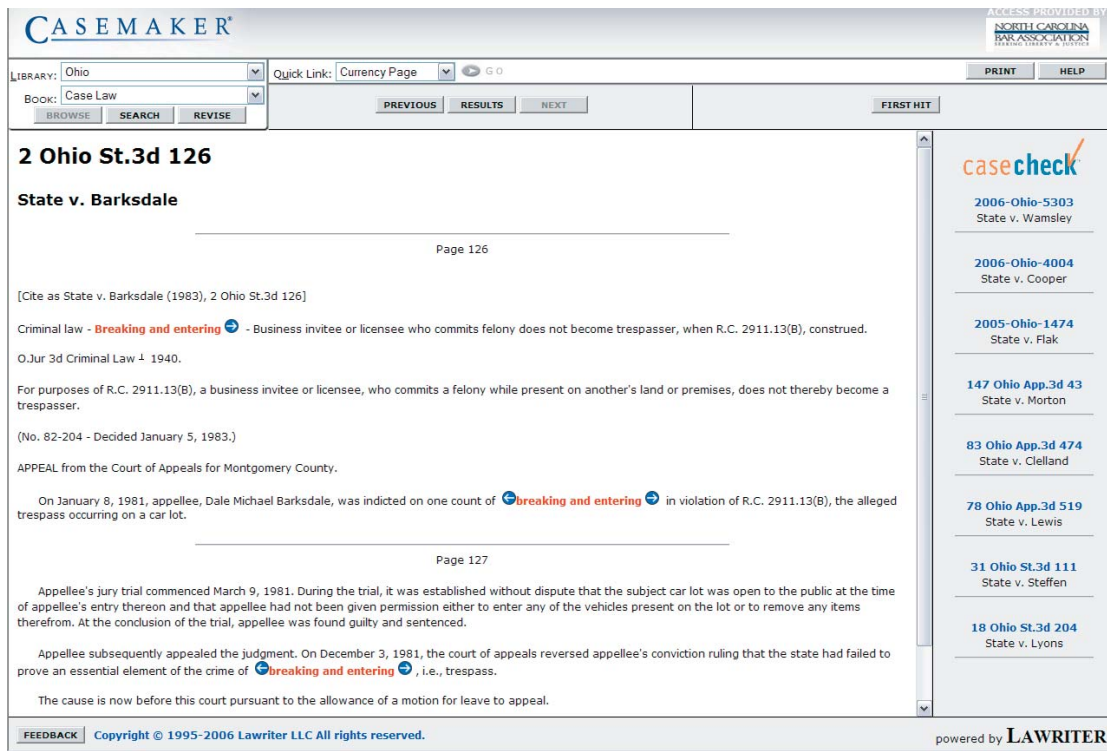 CASEMAKER®
ACCESS PROVIDED BY
NORTH CAROLINA
BAR ASSOCIATION
SEEKING LIBERTY & JUSTICE
LIBRARY: Ohio
Quick Link: Currency Page GO
PRINT HELP
BOOK: Case Law
BROWSE SEARCH REVISE
PREVIOUS RESULTS NEXT
FIRST HIT
2 Ohio St.3d 126
State v. Barksdale
Page 126
[Cite as State v. Barksdale (1983), 2 Ohio St.3d 126]
Criminal law - Breaking and entering - Business invitee or licensee who commits felony does not become trespasser, when R.C. 2911.13(B), construed.
O.Jur 3d Criminal Law ┴ 1940.
For purposes of R.C. 2911.13(B), a business invitee or licensee, who commits a felony while present on another's land or premises, does not thereby become a
trespasser.
(No. 82-204 - Decided January 5, 1983.)
APPEAL from the Court of Appeals for Montgomery County.
On January 8, 1981, appellee, Dale Michael Barksdale, was indicted on one count of breaking and entering in violation of R.C. 2911.13(B), the alleged
trespass occurring on a car lot.
Page 127
Appellee's jury trial commenced March 9, 1981. During the trial, it was established without dispute that the subject car lot was open to the public at the time
of appellee's entry thereon and that appellee had not been given permission either to enter any of the vehicles present on the lot or to remove any items
therefrom. At the conclusion of the trial, appellee was found guilty and sentenced.
Appellee subsequently appealed the judgment. On December 3, 1981, the court of appeals reversed appellee's conviction ruling that the state had failed to
prove an essential element of the crime of breaking and entering , i.e., trespass.
The cause is now before this court pursuant to the allowance of a motion for leave to appeal.
casecheck
2006-Ohio-5303
State v. Wamsley
2006-Ohio-4004
State v. Cooper
2005-Ohio-1474
State v. Flak
147 Ohio App.3d 43
State v. Morton
83 Ohio App.3d 474
State v. Clelland
78 Ohio App.3d 519
State v. Lewis
31 Ohio St.3d 111
State v. Steffen
18 Ohio St.3d 204
State v. Lyons
FEEDBACK Copyright © 1995-2006 Lawriter LLC All rights reserved.
powered by LAWRITER